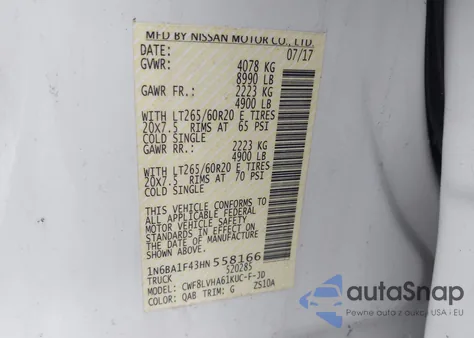 MFD BY NISSAN MOTOR CO., LTD.
DATE: 07/17
GVWR: 4078 KG
8990 LB
GAWR FR.: 2223 KG
4900 LB
WITH LT265/60R20 E TIRES
20X7.5 RIMS AT 65 PSI
COLD SINGLE
GAWR RR.: 2223 KG
4900 LB
WITH LT265/60R20 E TIRES
20X7.5 RIMS AT 70 PSI
COLD SINGLE
THIS VEHICLE CONFORMS
TO ALL APPLICABLE FEDERAL
MOTOR VEHICLE SAFETY
STANDARDS IN EFFECT ON
THE DATE OF MANUFACTURE
SHOWN ABOVE.
1N6BA1F43HN558166
TRUCK 520285
MODEL: CWF8LVHA61KUC-F-JD
COLOR: QAB TRIM: G ZS10A
autoSnap
Pewne auta z aukcji USA - EU